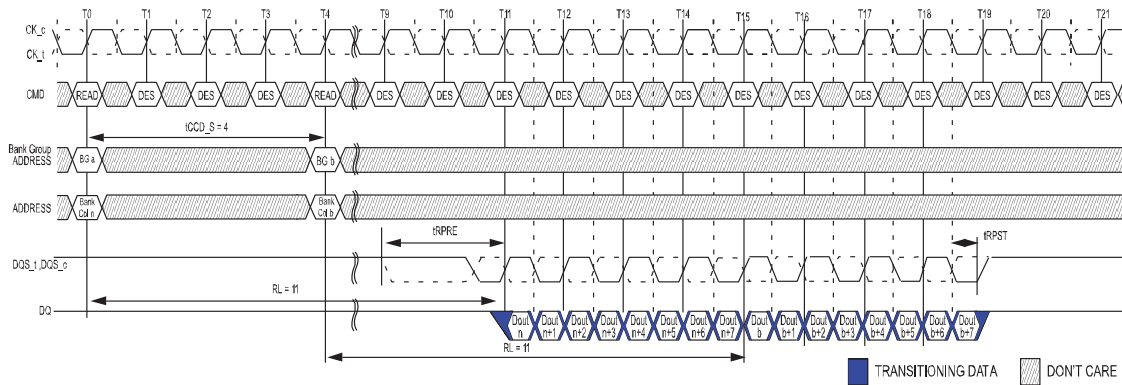 T0 T1 T2 T3 T4 T9 T10 T11 T12 T13 T14 T15 T16 T17 T18 T19 T20 T21
CK_c
CK_t
CMD READ DES DES DES READ DES DES DES DES DES DES DES DES DES DES DES DES DES
tCCD_S = 4
Bank Group
ADDRESS BG a BG b
ADDRESS Bank Col n Bank Col b
tRPRE tRPST
DQS_t,DQS_c
RL = 11
DQ Dout n Dout n+1 Dout n+2 Dout n+3 Dout n+4 Dout n+5 Dout n+6 Dout n+7 Dout b Dout b+1 Dout b+2 Dout b+3 Dout b+4 Dout b+5 Dout b+6 Dout b+7
RL = 11
TRANSITIONING DATA DON'T CARE